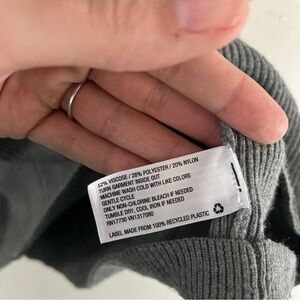 52% VISCOSE / 28% POLYESTER / 20% NYLON
TURN GARMENT INSIDE OUT
MACHINE WASH COLD WITH LIKE COLORS
GENTLE CYCLE
ONLY NON-CHLORINE BLEACH IF NEEDED
TUMBLE DRY, COOL IRON IF NEEDED
RN17730 VN1317080
LABEL MADE FROM 100% RECYCLED PLASTIC